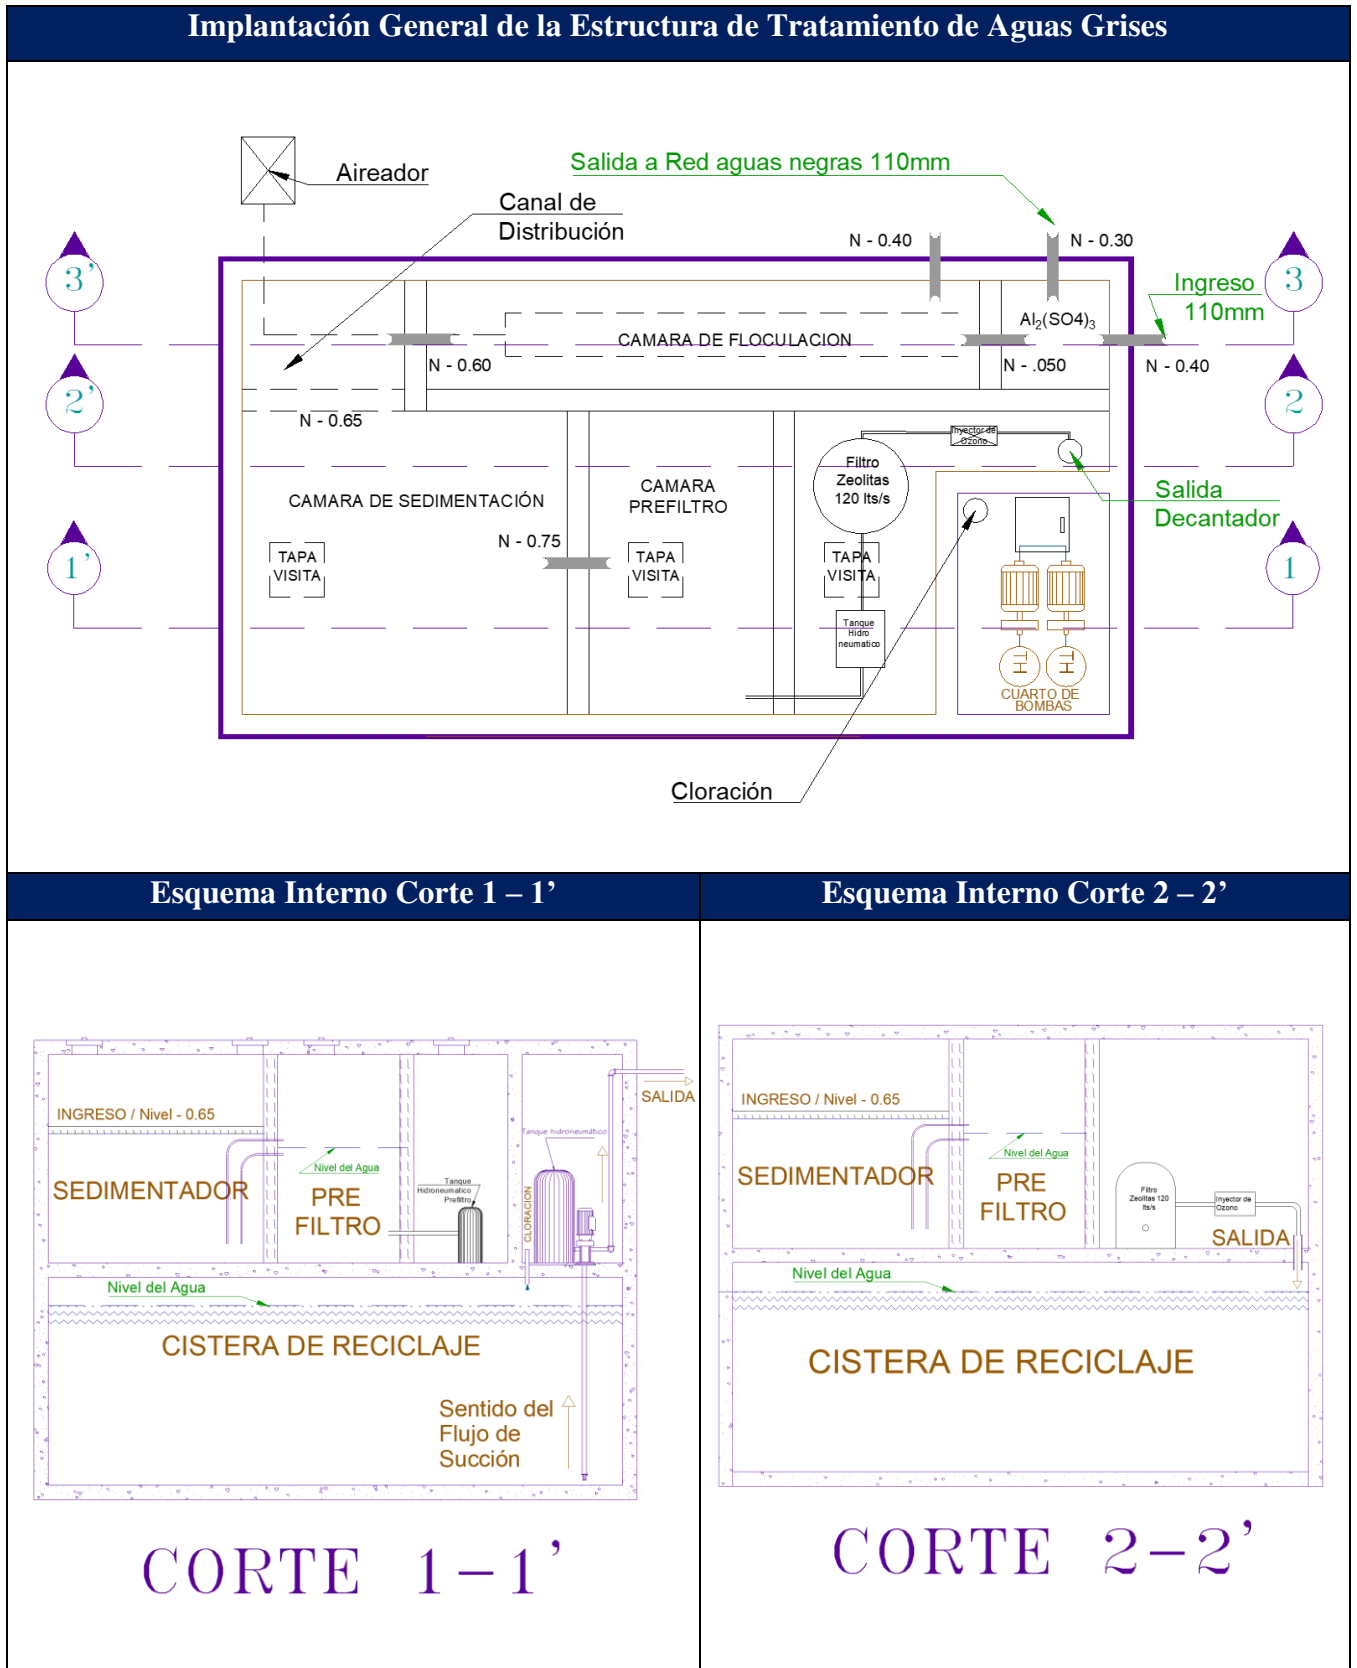 Implantación General de la Estructura de Tratamiento de Aguas Grises
Aireador
Salida a Red aguas negras 110mm
Canal de
Distribución
N - 0.40
N - 0.30
3’
3
Ingreso
110mm
Al2(SO4)3
CAMARA DE FLOCULACION
N - 0.60
N - .050
N - 0.40
2’
2
N - 0.65
Inyector de
Ozono
Filtro
Zeolitas
120 lts/s
CAMARA DE SEDIMENTACIÓN
CAMARA
PREFILTRO
Salida
Decantador
N - 0.75
1’
1
TAPA
VISITA
TAPA
VISITA
TAPA
VISITA
Tanque
Hidro
neumatico
TH
TH
CUARTO DE
BOMBAS
Cloración
Esquema Interno Corte 1 – 1’
Esquema Interno Corte 2 – 2’
INGRESO / Nivel - 0.65
SALIDA
Tanque hidroneumático
Nivel del Agua
SEDIMENTADOR
PRE
FILTRO
Tanque
Hidroneumatico
Prefiltro
CLORACION
Nivel del Agua
CISTERA DE RECICLAJE
Sentido del
Flujo de
Succión
CORTE 1-1’
INGRESO / Nivel - 0.65
Nivel del Agua
SEDIMENTADOR
PRE
FILTRO
Filtro
Zeolitas 120
lts/s
Inyector de
Ozono
SALIDA
Nivel del Agua
CISTERA DE RECICLAJE
CORTE 2-2’